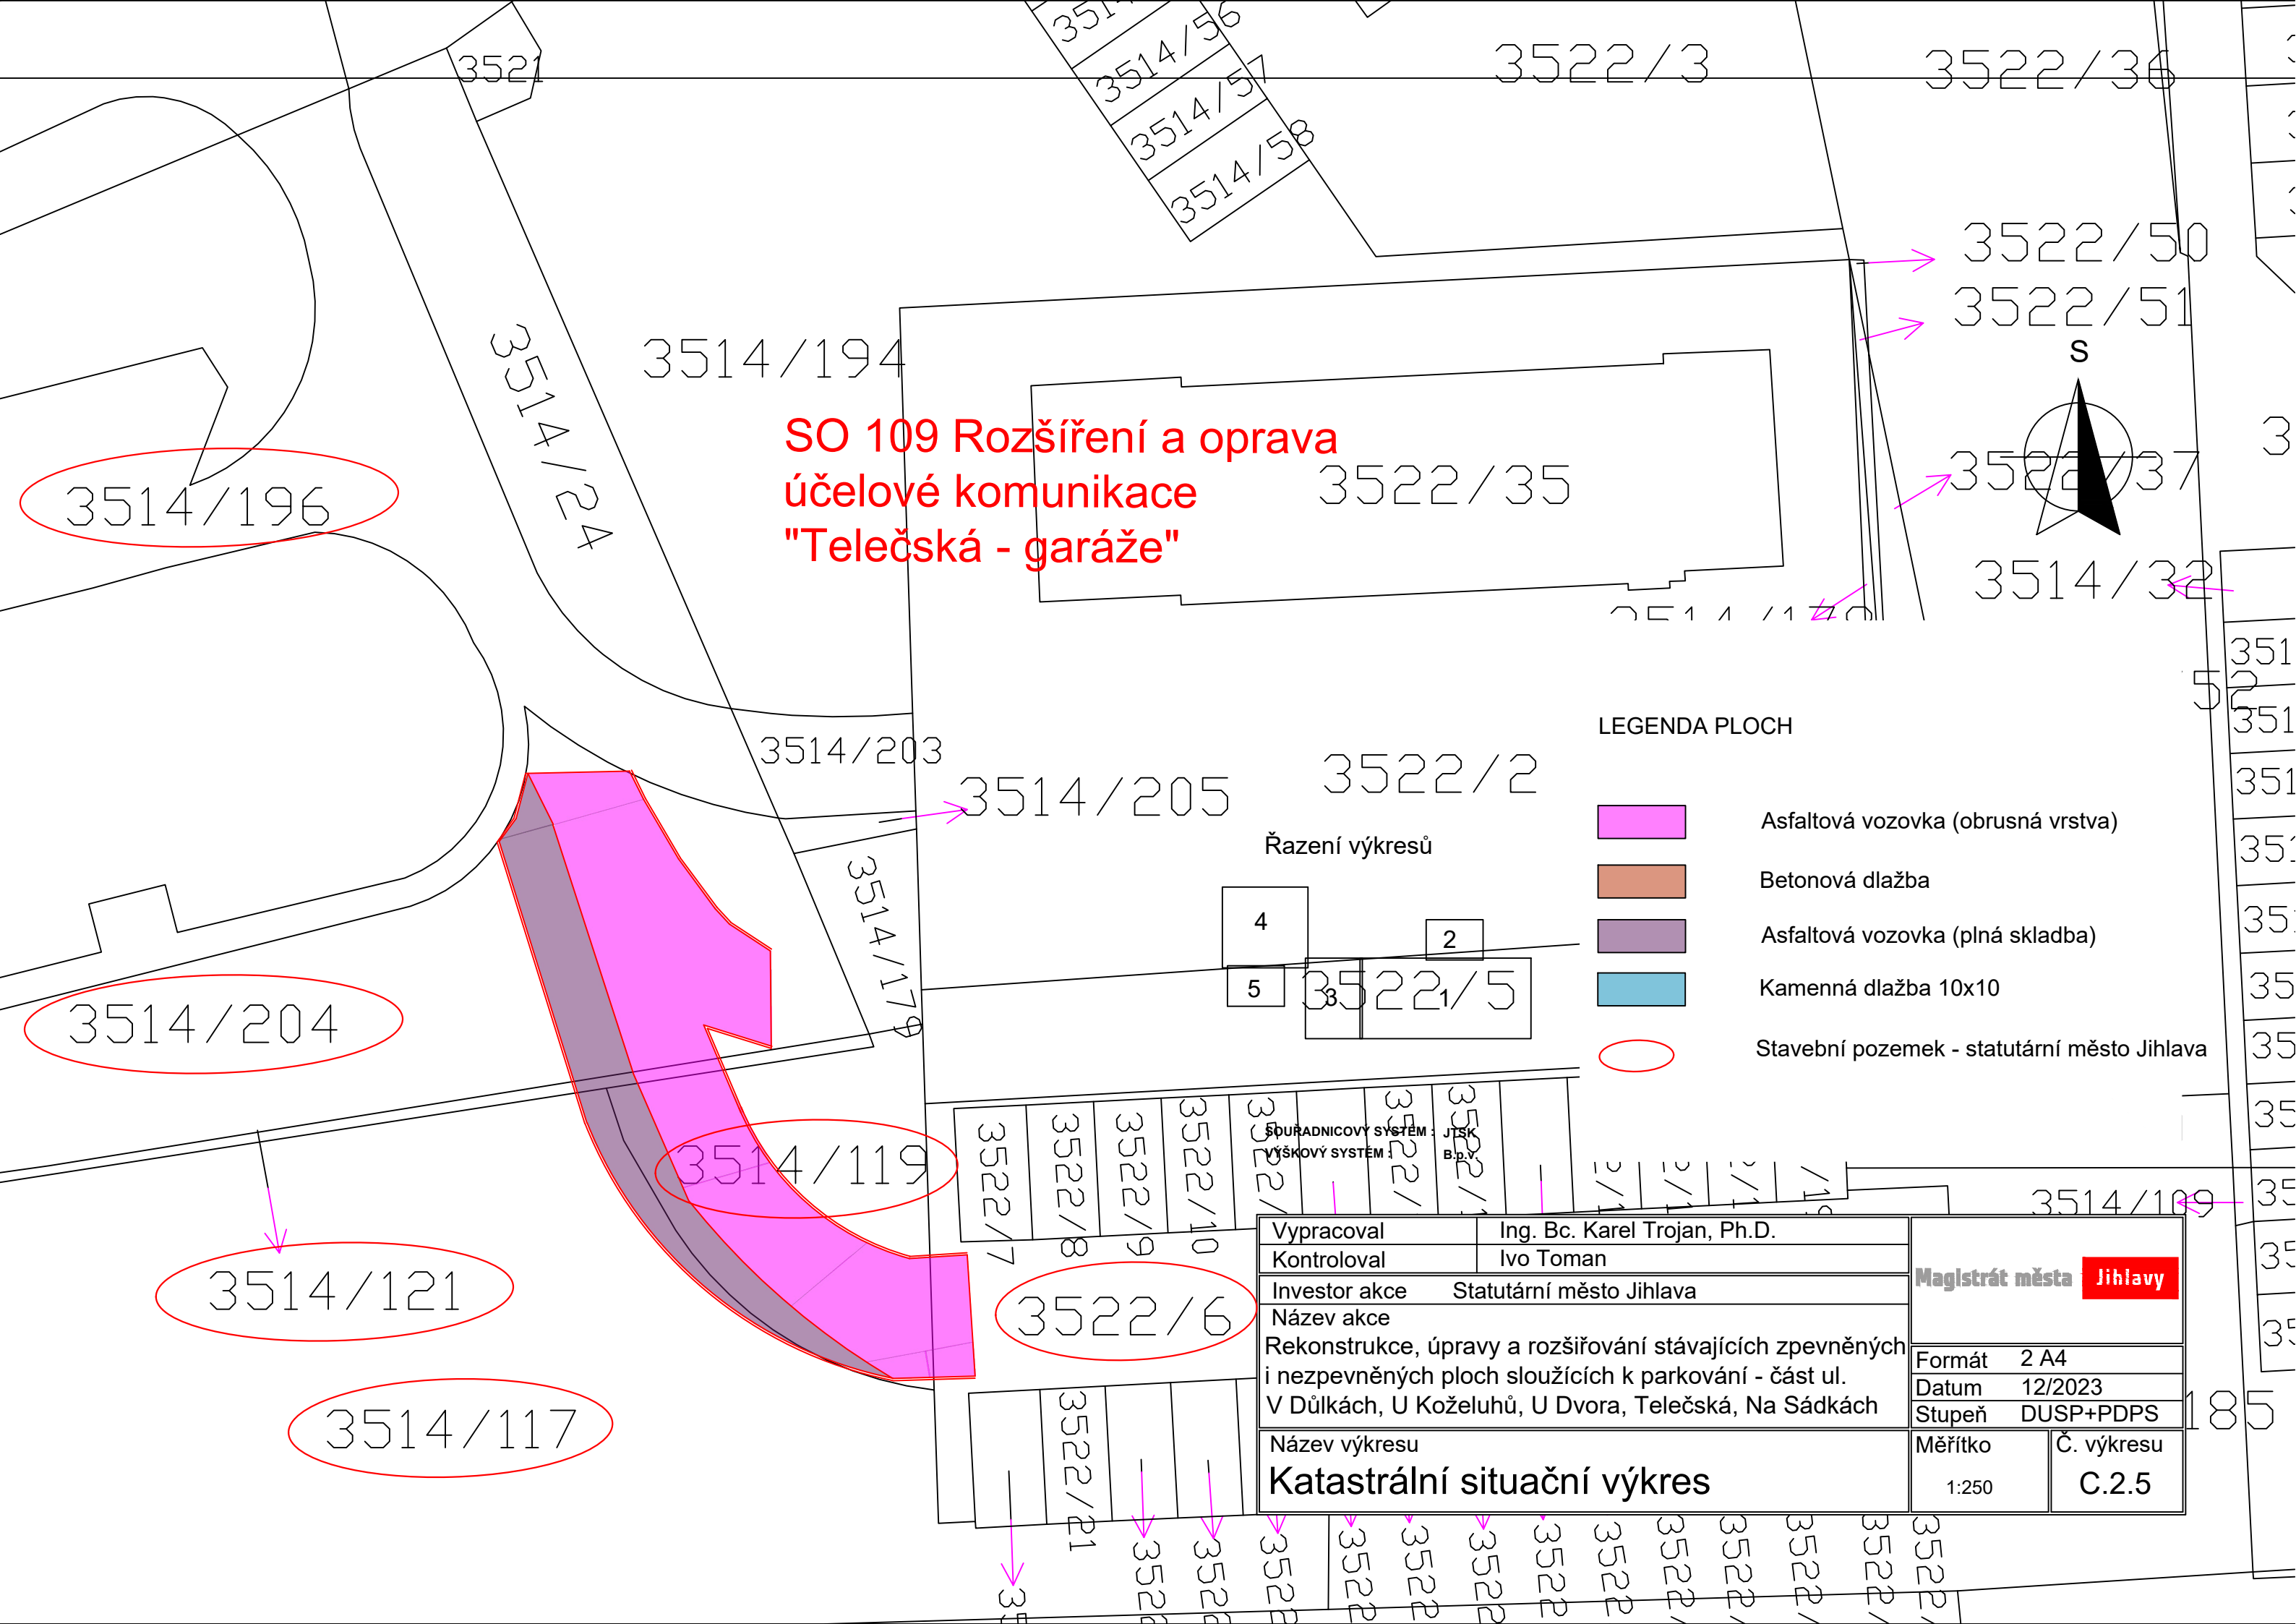 3521
3514/56
3514/57
3514/58
3522/3
3522/36
3522/50
3522/51
S
3514/194
3514/24
SO 109 Rozšíření a oprava
účelové komunikace
"Telečská - garáže"
3522/35
3522/37
3514/32
3514/196
3514/203
3514/205
3522/2
3514/179
3514/204
Řazení výkresů
4
2
5
3
1
3522/5
LEGENDA PLOCH
Asfaltová vozovka (obrusná vrstva)
Betonová dlažba
Asfaltová vozovka (plná skladba)
Kamenná dlažba 10x10
Stavební pozemek - statutární město Jihlava
3514/119
3522/7
3522/8
3522/9
3522/10
SOUŘADNICOVÝ SYSTÉM : JTSK
VÝŠKOVÝ SYSTÉM : B.p.v.
3514/109
3514/121
3522/6
3514/117
3522/21
185
Vypracoval Ing. Bc. Karel Trojan, Ph.D.
Kontroloval Ivo Toman
Investor akce Statutární město Jihlava
Název akce
Rekonstrukce, úpravy a rozšiřování stávajících zpevněných
i nezpevněných ploch sloužících k parkování - část ul.
V Důlkách, U Koželuhů, U Dvora, Telečská, Na Sádkách
Název výkresu
Katastrální situační výkres
Magistrát města Jihlavy
Formát 2 A4
Datum 12/2023
Stupeň DUSP+PDPS
Měřítko
1:250
Č. výkresu
C.2.5